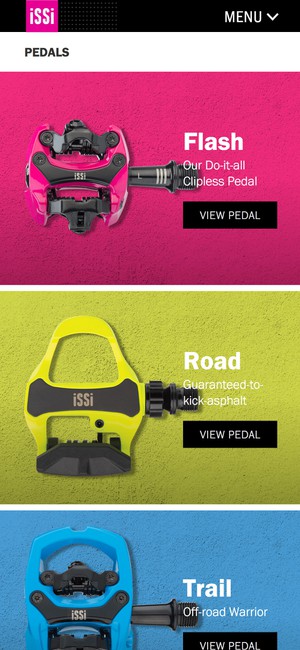 iSSi
MENU
PEDALS
iSSi
Flash
Our Do-it-all
Clipless Pedal
VIEW PEDAL
iSSi
Road
Guaranteed-to-
kick-asphalt
VIEW PEDAL
iSSi
Trail
Off-road Warrior
VIEW PEDAL